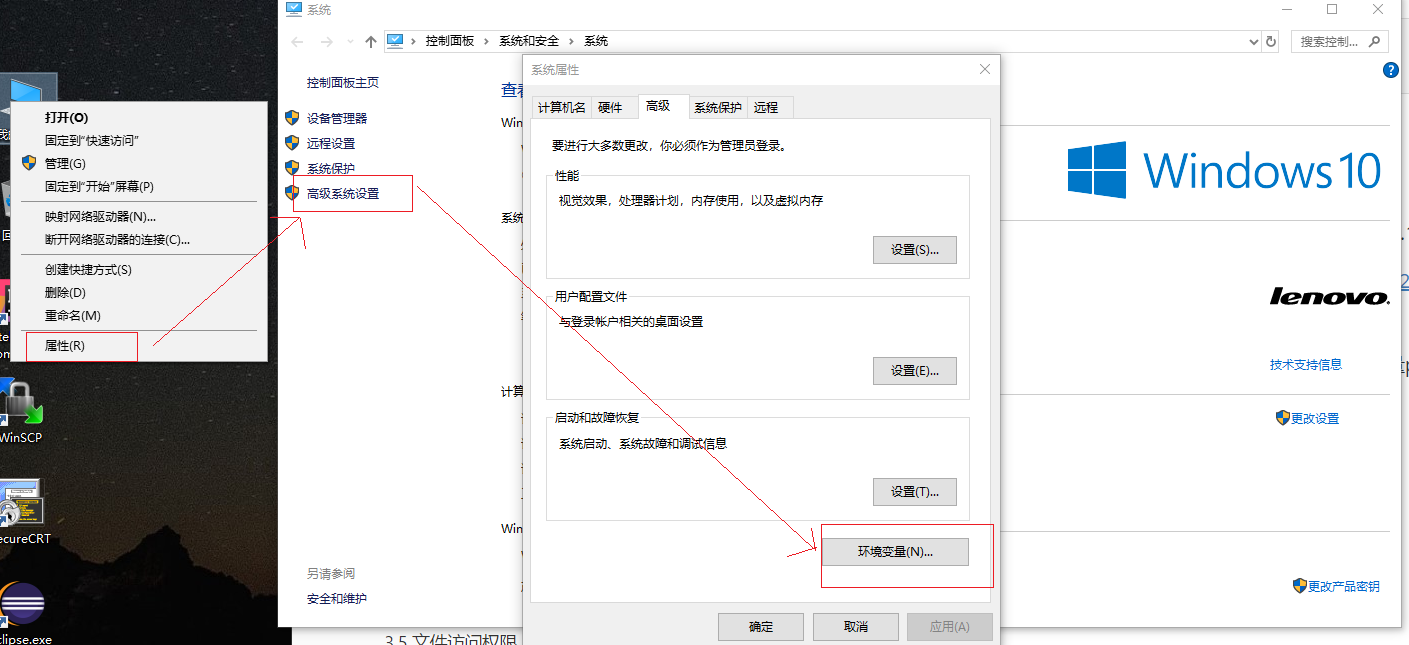 系统
控制面板 › 系统和安全 › 系统
搜索控制...
控制面板主页
设备管理器
远程设置
系统保护
高级系统设置
另请参阅
安全和维护
打开(O)
固定到"快速访问"
管理(G)
固定到"开始"屏幕(P)
映射网络驱动器(N)...
断开网络驱动器的连接(C)...
创建快捷方式(S)
删除(D)
重命名(M)
属性(R)
WinSCP
ecureCRT
clipse.exe
查看
Win
系统
计算
Win
系统属性
计算机名
硬件
高级
系统保护
远程
要进行大多数更改，你必须作为管理员登录。
性能
视觉效果，处理器计划，内存使用，以及虚拟内存
设置(S)...
用户配置文件
与登录帐户相关的桌面设置
设置(E)...
启动和故障恢复
系统启动、系统故障和调试信息
设置(T)...
环境变量(N)...
确定
取消
应用(A)
Windows 10
lenovo.
技术支持信息
更改设置
更改产品密钥
3.5 文件访问权限